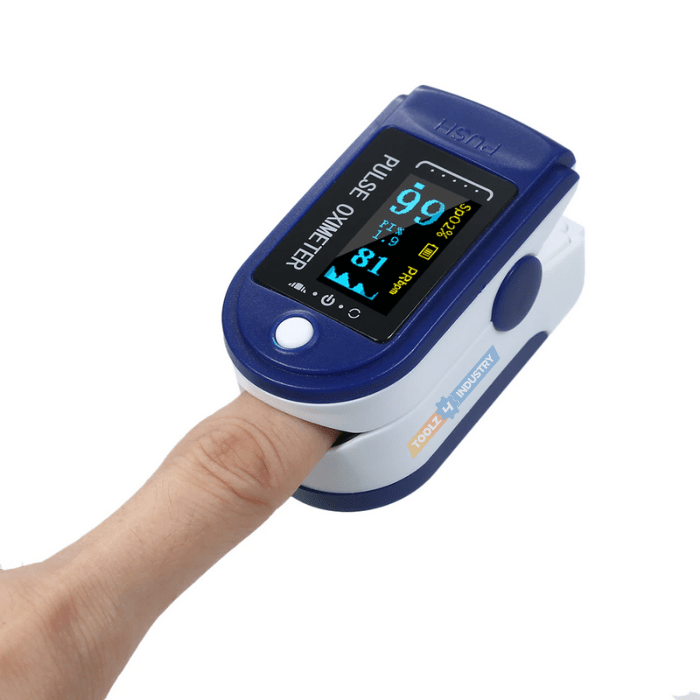 PUSH
PULSE OXIMETER
SpO2%
99
PI%
1.9
PRbpm
81
TOOLZ 4 INDUSTRY